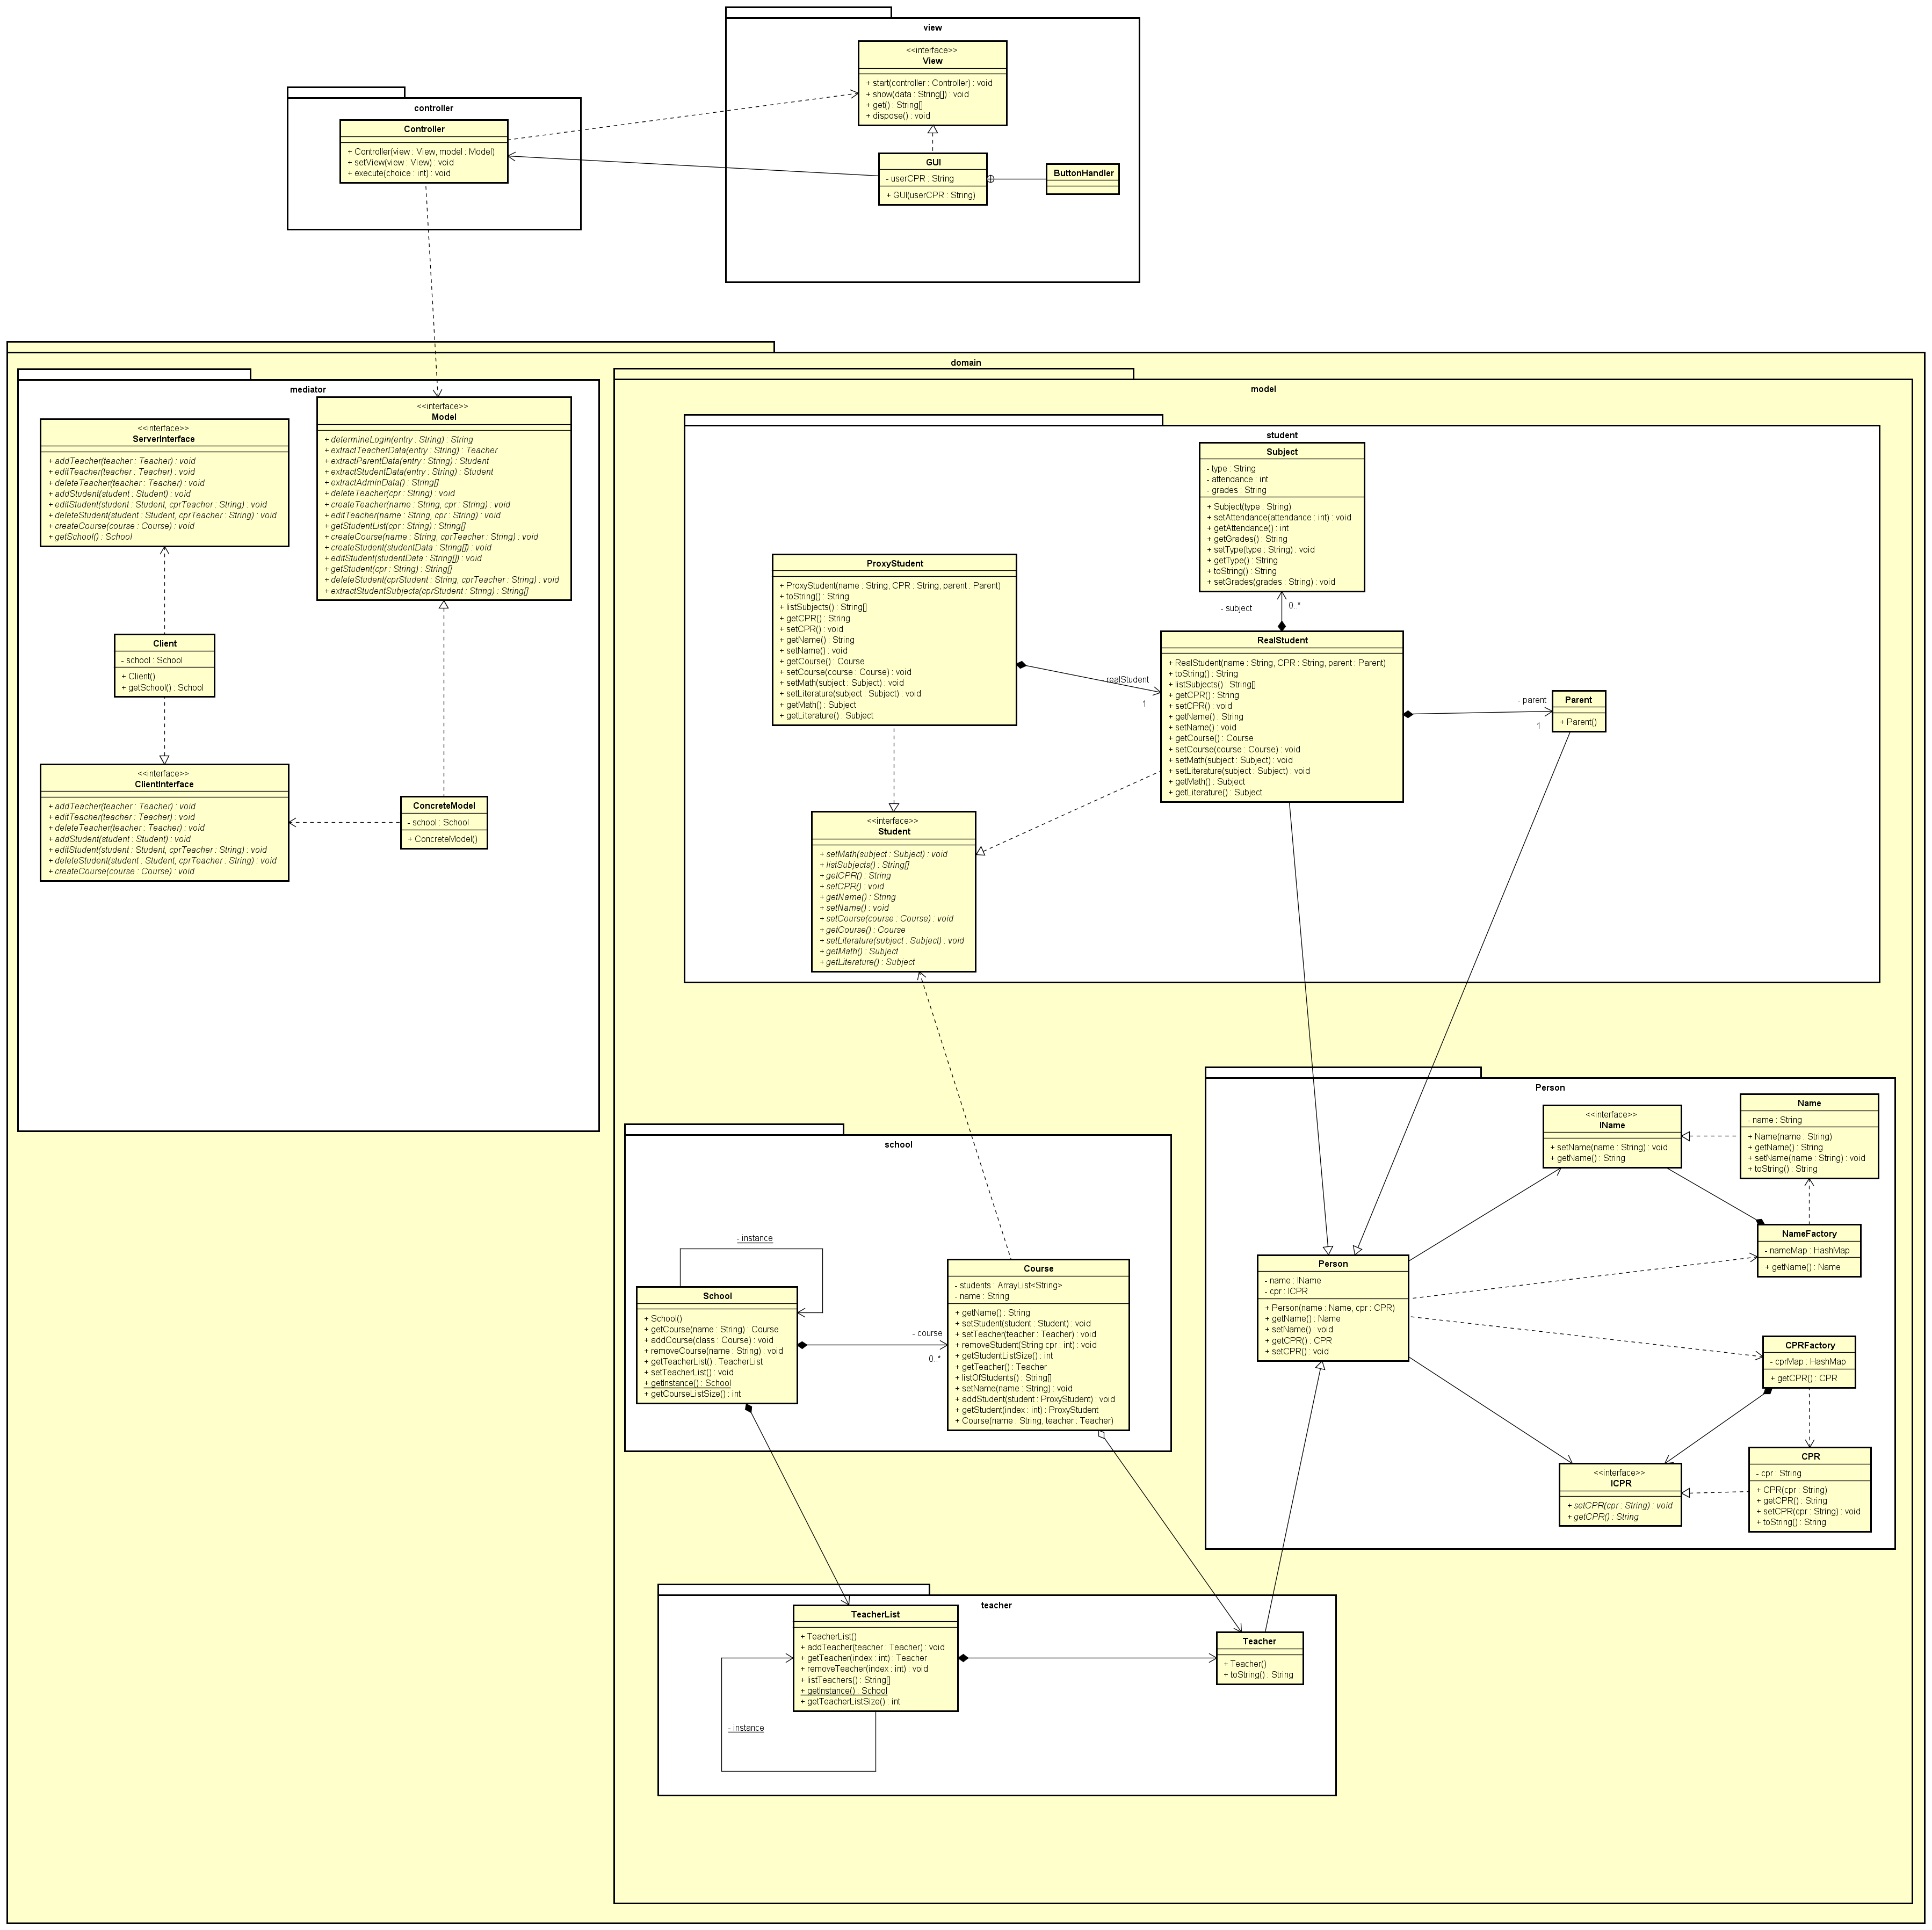 view
<<interface>>
View
+ start(controller : Controller) : void
+ show(data : String[]) : void
+ get() : String[]
+ dispose() : void
GUI
- userCPR : String
+ GUI(userCPR : String)
ButtonHandler
controller
Controller
+ Controller(view : View, model : Model)
+ setView(view : View) : void
+ execute(choice : int) : void
domain
mediator
<<interface>>
ServerInterface
+ addTeacher(teacher : Teacher) : void
+ editTeacher(teacher : Teacher) : void
+ deleteTeacher(teacher : Teacher) : void
+ addStudent(student : Student) : void
+ editStudent(student : Student, cprTeacher : String) : void
+ deleteStudent(student : Student, cprTeacher : String) : void
+ createCourse(course : Course) : void
+ getSchool() : School
<<interface>>
Model
+ determineLogin(entry : String) : String
+ extractTeacherData(entry : String) : Teacher
+ extractParentData(entry : String) : Student
+ extractStudentData(entry : String) : Student
+ extractAdminData() : String[]
+ deleteTeacher(cpr : String) : void
+ createTeacher(name : String, cpr : String) : void
+ editTeacher(name : String, cpr : String) : void
+ getStudentList(cpr : String) : String[]
+ createCourse(name : String, cprTeacher : String) : void
+ createStudent(studentData : String[]) : void
+ editStudent(studentData : String[]) : void
+ getStudent(cpr : String) : String[]
+ deleteStudent(cprStudent : String, cprTeacher : String) : void
+ extractStudentSubjects(cprStudent : String) : String[]
Client
- school : School
+ Client()
+ getSchool() : School
<<interface>>
ClientInterface
+ addTeacher(teacher : Teacher) : void
+ editTeacher(teacher : Teacher) : void
+ deleteTeacher(teacher : Teacher) : void
+ addStudent(student : Student) : void
+ editStudent(student : Student, cprTeacher : String) : void
+ deleteStudent(student : Student, cprTeacher : String) : void
+ createCourse(course : Course) : void
ConcreteModel
- school : School
+ ConcreteModel()
model
student
Subject
- type : String
- attendance : int
- grades : String
+ Subject(type : String)
+ setAttendance(attendance : int) : void
+ getAttendance() : int
+ getGrades() : String
+ setType(type : String) : void
+ getType() : String
+ toString() : String
+ setGrades(grades : String) : void
- subject
0..*
ProxyStudent
+ ProxyStudent(name : String, CPR : String, parent : Parent)
+ toString() : String
+ listSubjects() : String[]
+ getCPR() : String
+ setCPR() : void
+ getName() : String
+ setName() : void
+ getCourse() : Course
+ setCourse(course : Course) : void
+ setMath(subject : Subject) : void
+ setLiterature(subject : Subject) : void
+ getMath() : Subject
+ getLiterature() : Subject
- realStudent
1
RealStudent
+ RealStudent(name : String, CPR : String, parent : Parent)
+ toString() : String
+ listSubjects() : String[]
+ getCPR() : String
+ setCPR() : void
+ getName() : String
+ setName() : void
+ getCourse() : Course
+ setCourse(course : Course) : void
+ setMath(subject : Subject) : void
+ setLiterature(subject : Subject) : void
+ getMath() : Subject
+ getLiterature() : Subject
- parent
1
Parent
+ Parent()
<<interface>>
Student
+ setMath(subject : Subject) : void
+ listSubjects() : String[]
+ getCPR() : String
+ setCPR() : void
+ getName() : String
+ setName() : void
+ setCourse(course : Course) : void
+ getCourse() : Course
+ setLiterature(subject : Subject) : void
+ getMath() : Subject
+ getLiterature() : Subject
school
- instance
School
+ School()
+ getCourse(name : String) : Course
+ addCourse(class : Course) : void
+ removeCourse(name : String) : void
+ getTeacherList() : TeacherList
+ setTeacherList() : void
+ getInstance() : School
+ getCourseListSize() : int
- course
0..*
Course
- students : ArrayList<String>
- name : String
+ getName() : String
+ setStudent(student : Student) : void
+ setTeacher(teacher : Teacher) : void
+ removeStudent(String cpr : int) : void
+ getStudentListSize() : int
+ getTeacher() : Teacher
+ listOfStudents() : String[]
+ setName(name : String) : void
+ addStudent(student : ProxyStudent) : void
+ getStudent(index : int) : ProxyStudent
+ Course(name : String, teacher : Teacher)
Person
<<interface>>
IName
+ setName(name : String) : void
+ getName() : String
Name
- name : String
+ Name(name : String)
+ getName() : String
+ setName(name : String) : void
+ toString() : String
NameFactory
- nameMap : HashMap
+ getName() : Name
Person
- name : IName
- cpr : ICPR
+ Person(name : Name, cpr : CPR)
+ getName() : Name
+ setName() : void
+ getCPR() : CPR
+ setCPR() : void
CPRFactory
- cprMap : HashMap
+ getCPR() : CPR
<<interface>>
ICPR
+ setCPR(cpr : String) : void
+ getCPR() : String
CPR
- cpr : String
+ CPR(cpr : String)
+ getCPR() : String
+ setCPR(cpr : String) : void
+ toString() : String
teacher
TeacherList
+ TeacherList()
+ addTeacher(teacher : Teacher) : void
+ getTeacher(index : int) : Teacher
+ removeTeacher(index : int) : void
+ listTeachers() : String[]
+ getInstance() : School
+ getTeacherListSize() : int
- instance
Teacher
+ Teacher()
+ toString() : String